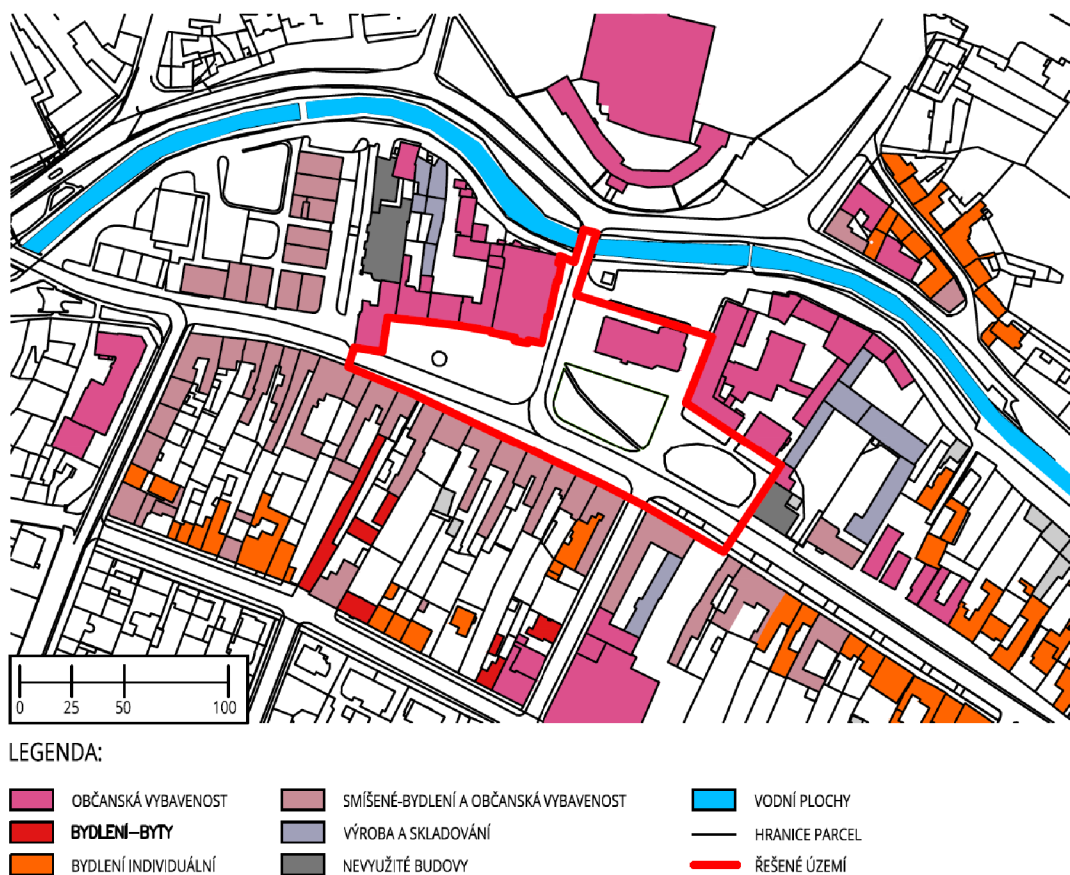 0 25 50 100
LEGENDA:
OBČANSKÁ VYBAVENOST
BYDLENÍ–BYTY
BYDLENÍ INDIVIDUÁLNÍ
SMÍŠENÉ-BYDLENÍ A OBČANSKÁ VYBAVENOST
VÝROBA A SKLADOVÁNÍ
NEVYUŽITÉ BUDOVY
VODNÍ PLOCHY
HRANICE PARCEL
ŘEŠENÉ ÚZEMÍ